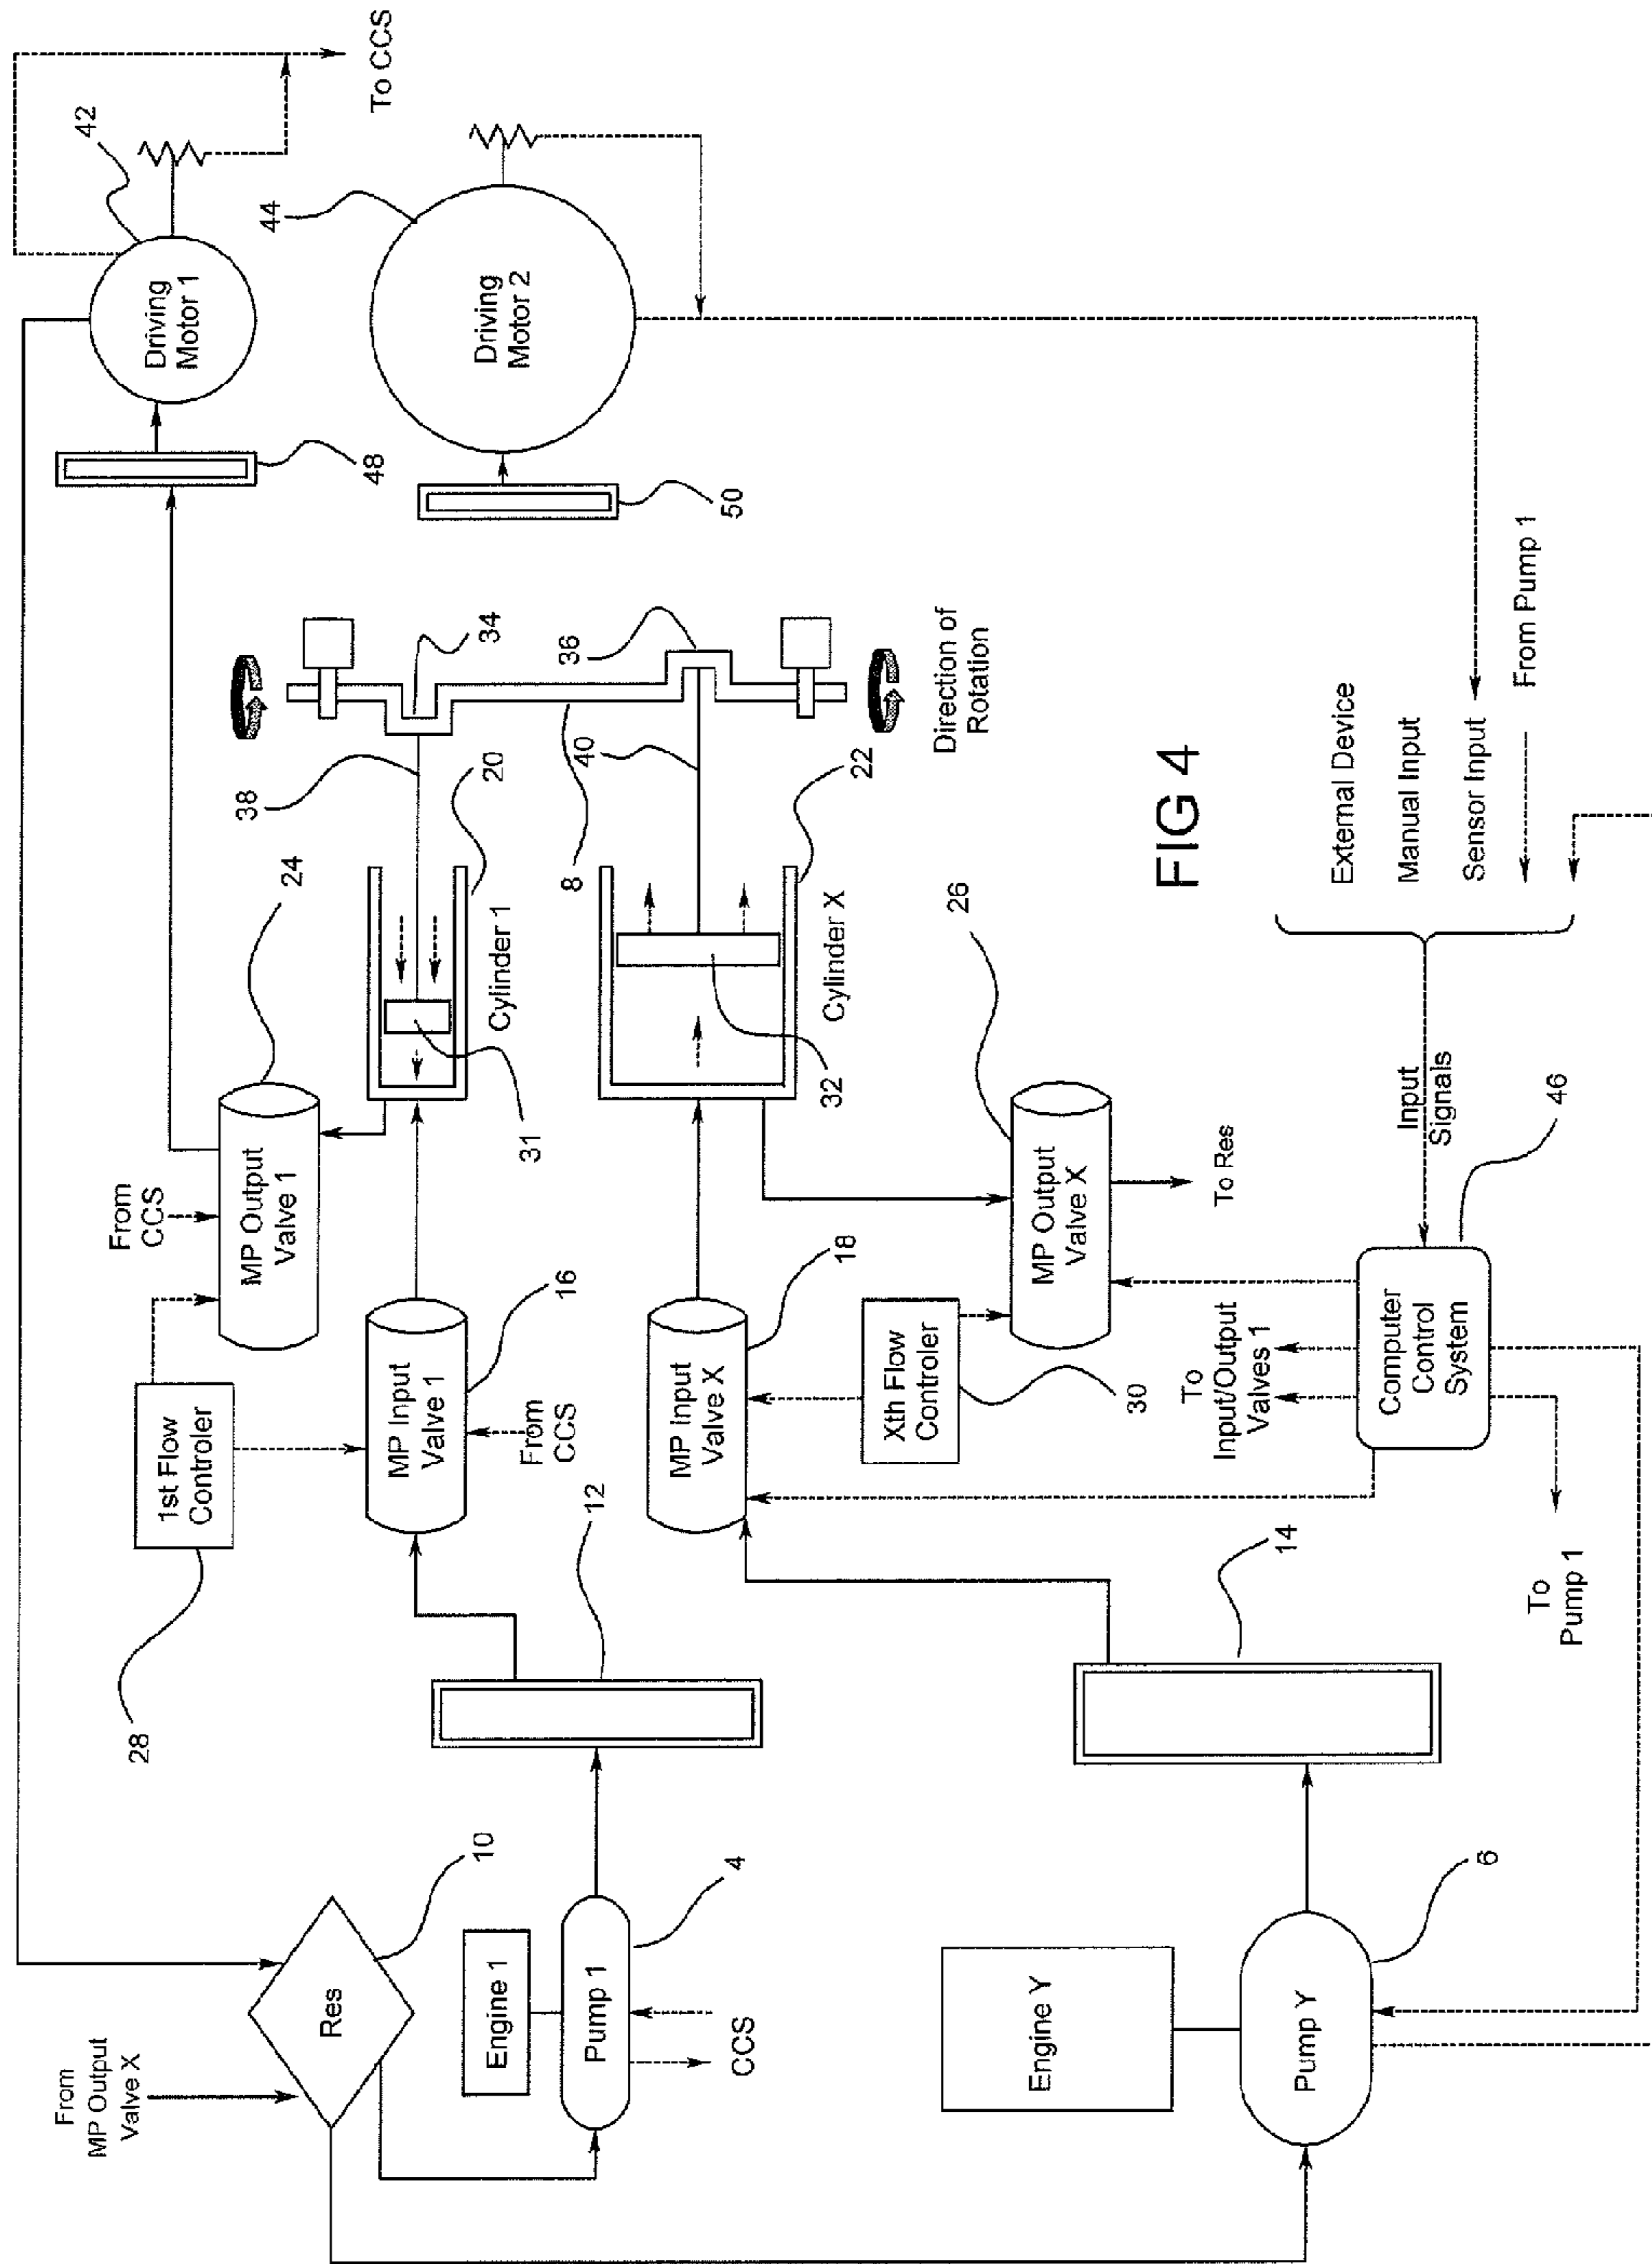 From
MP Output
Valve X
Res
10
Engine 1
Pump 1
4
CCS
Engine Y
Pump Y
6
12
14
28
1st Flow
Controler
MP Input
Valve 1
16
From
CCS
From
CCS
MP Output
Valve 1
24
MP Input
Valve X
18
Xth Flow
Controler
30
MP Output
Valve X
26
To Res
To
Input/Output
Valves 1
To
Pump 1
Computer
Control
System
46
Input
Signals
External Device
Manual Input
Sensor Input
From Pump 1
31
Cylinder 1
20
38
32
Cylinder X
22
40
8
34
36
Direction of
Rotation
48
Driving
Motor 1
42
To CCS
50
Driving
Motor 2
44
FIG 4